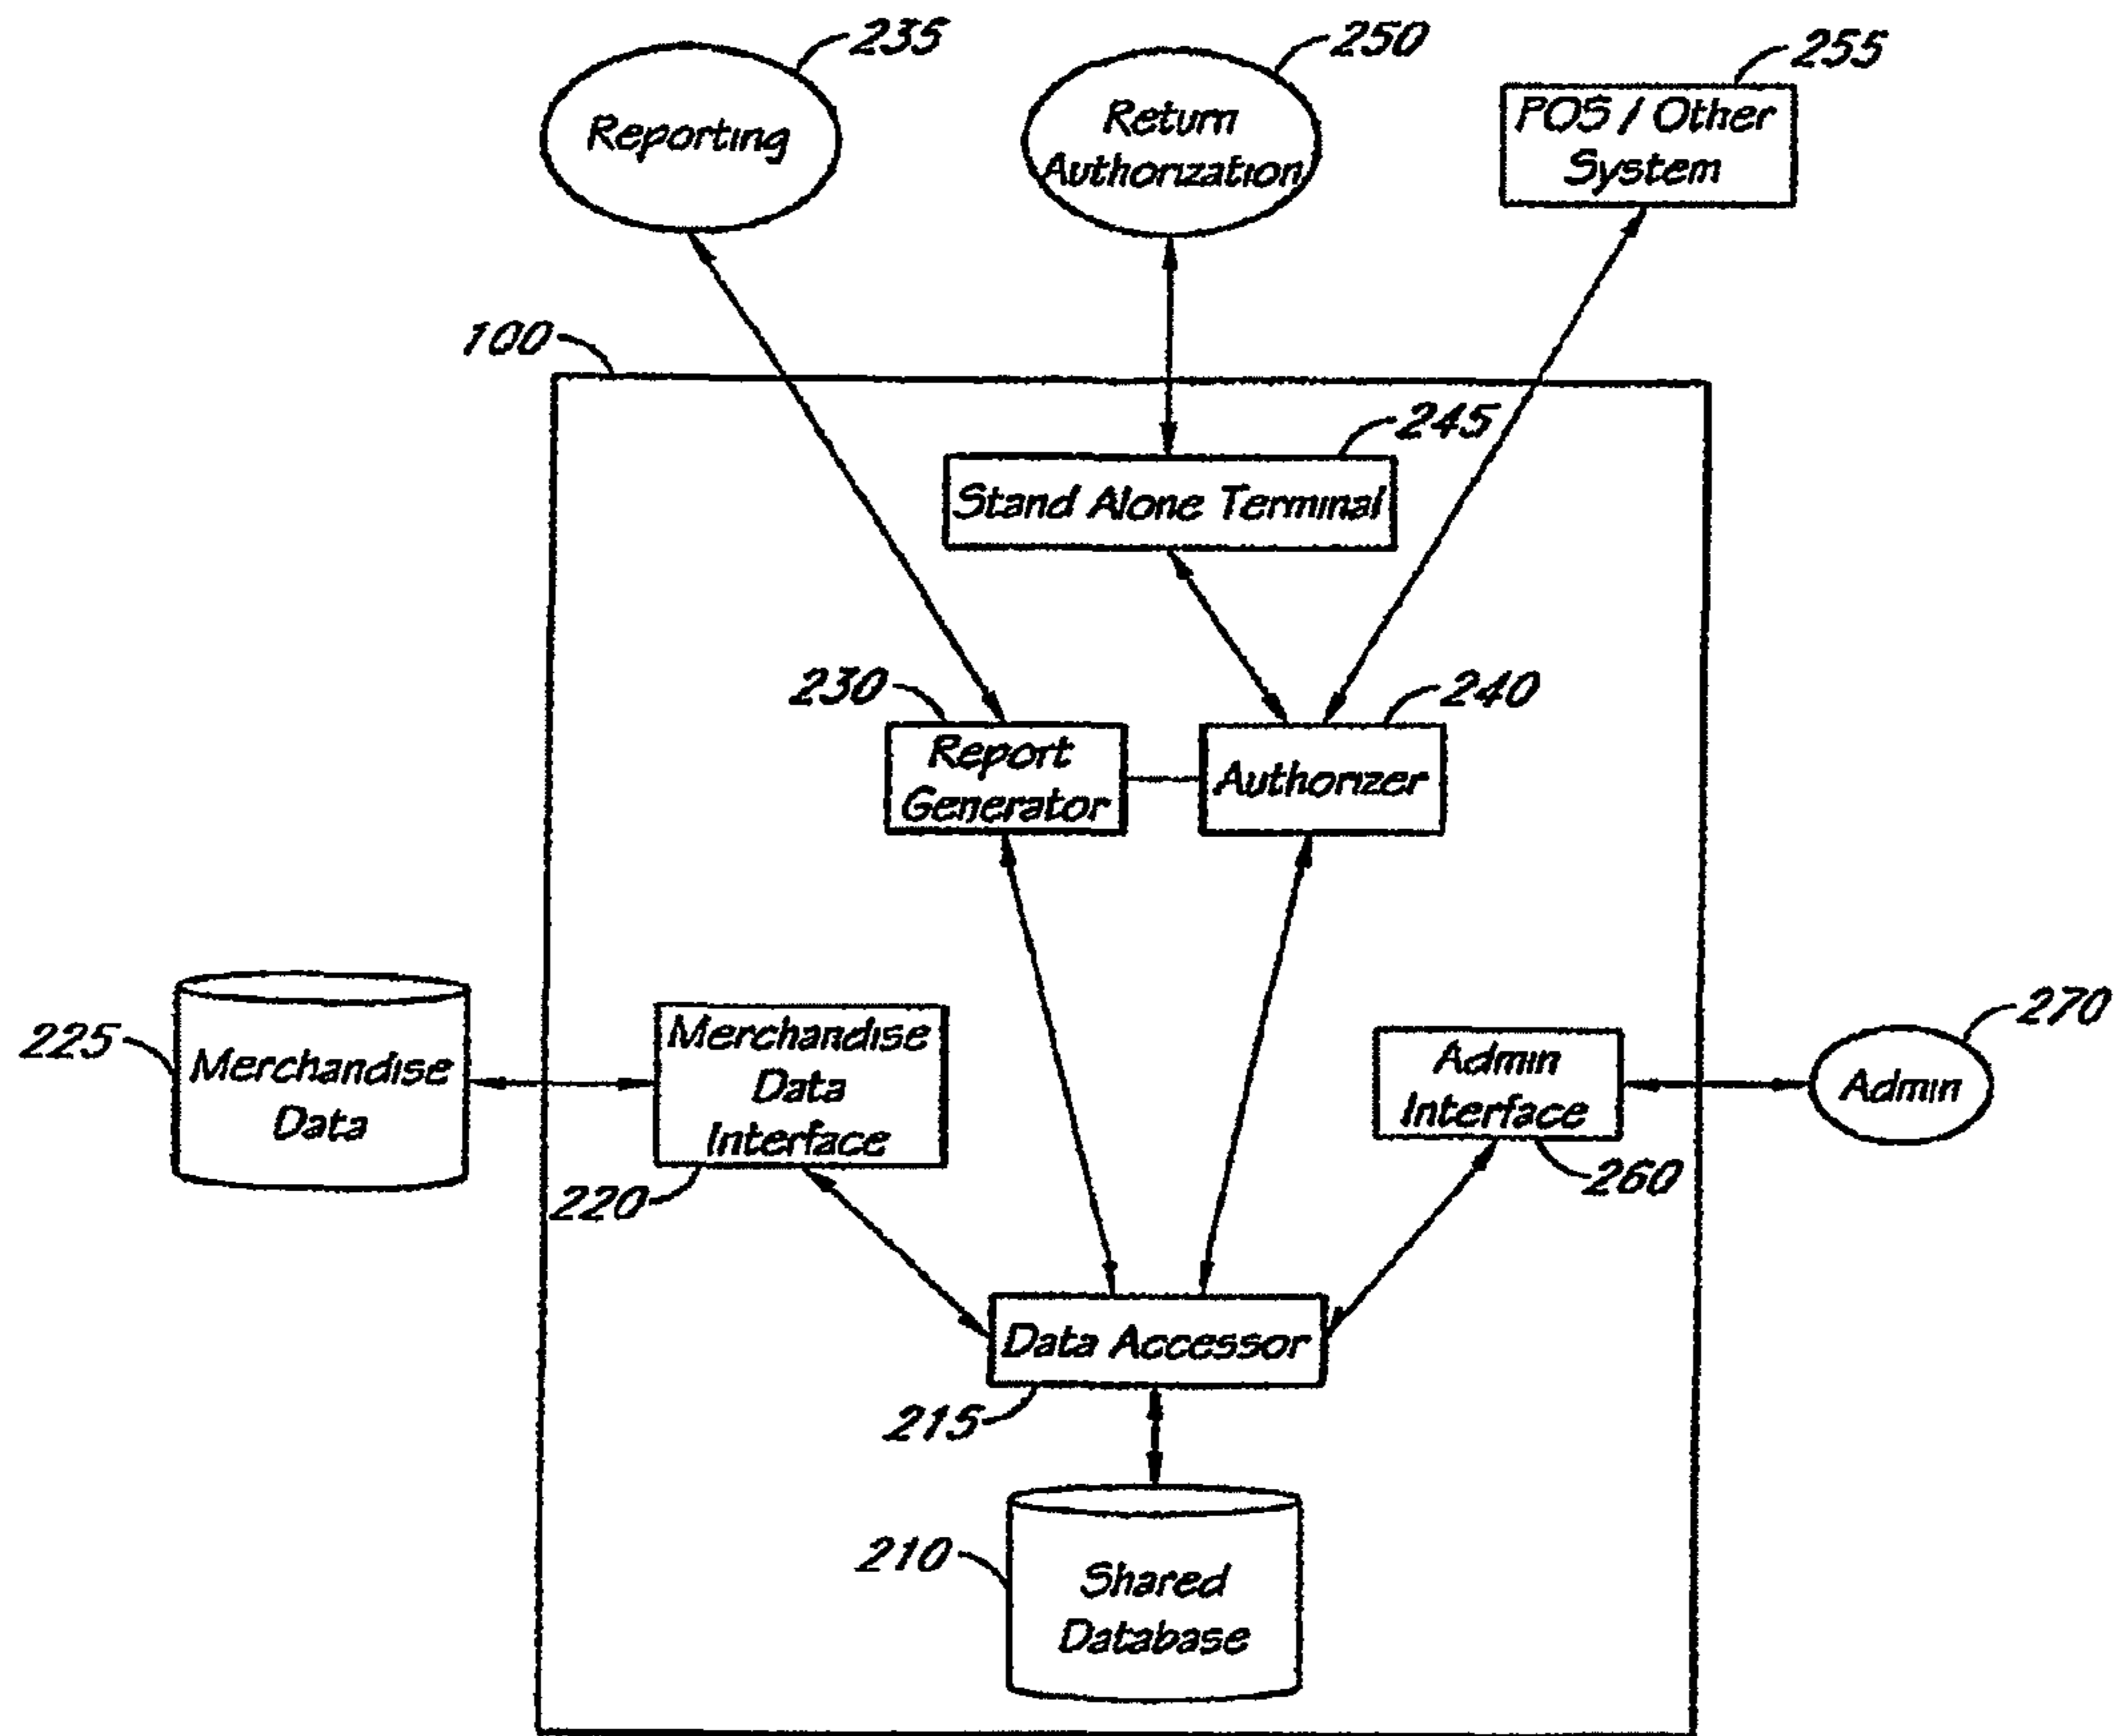 235
250
255
Reporting
Return
Authorization
POS / Other
System
100
245
Stand Alone Terminal
230
240
Report
Generator
Authorizer
225
Merchandise
Data
Merchandise
Data
Interface
220
Admin
Interface
260
270
Admin
Data Accessor
215
210
Shared
Database